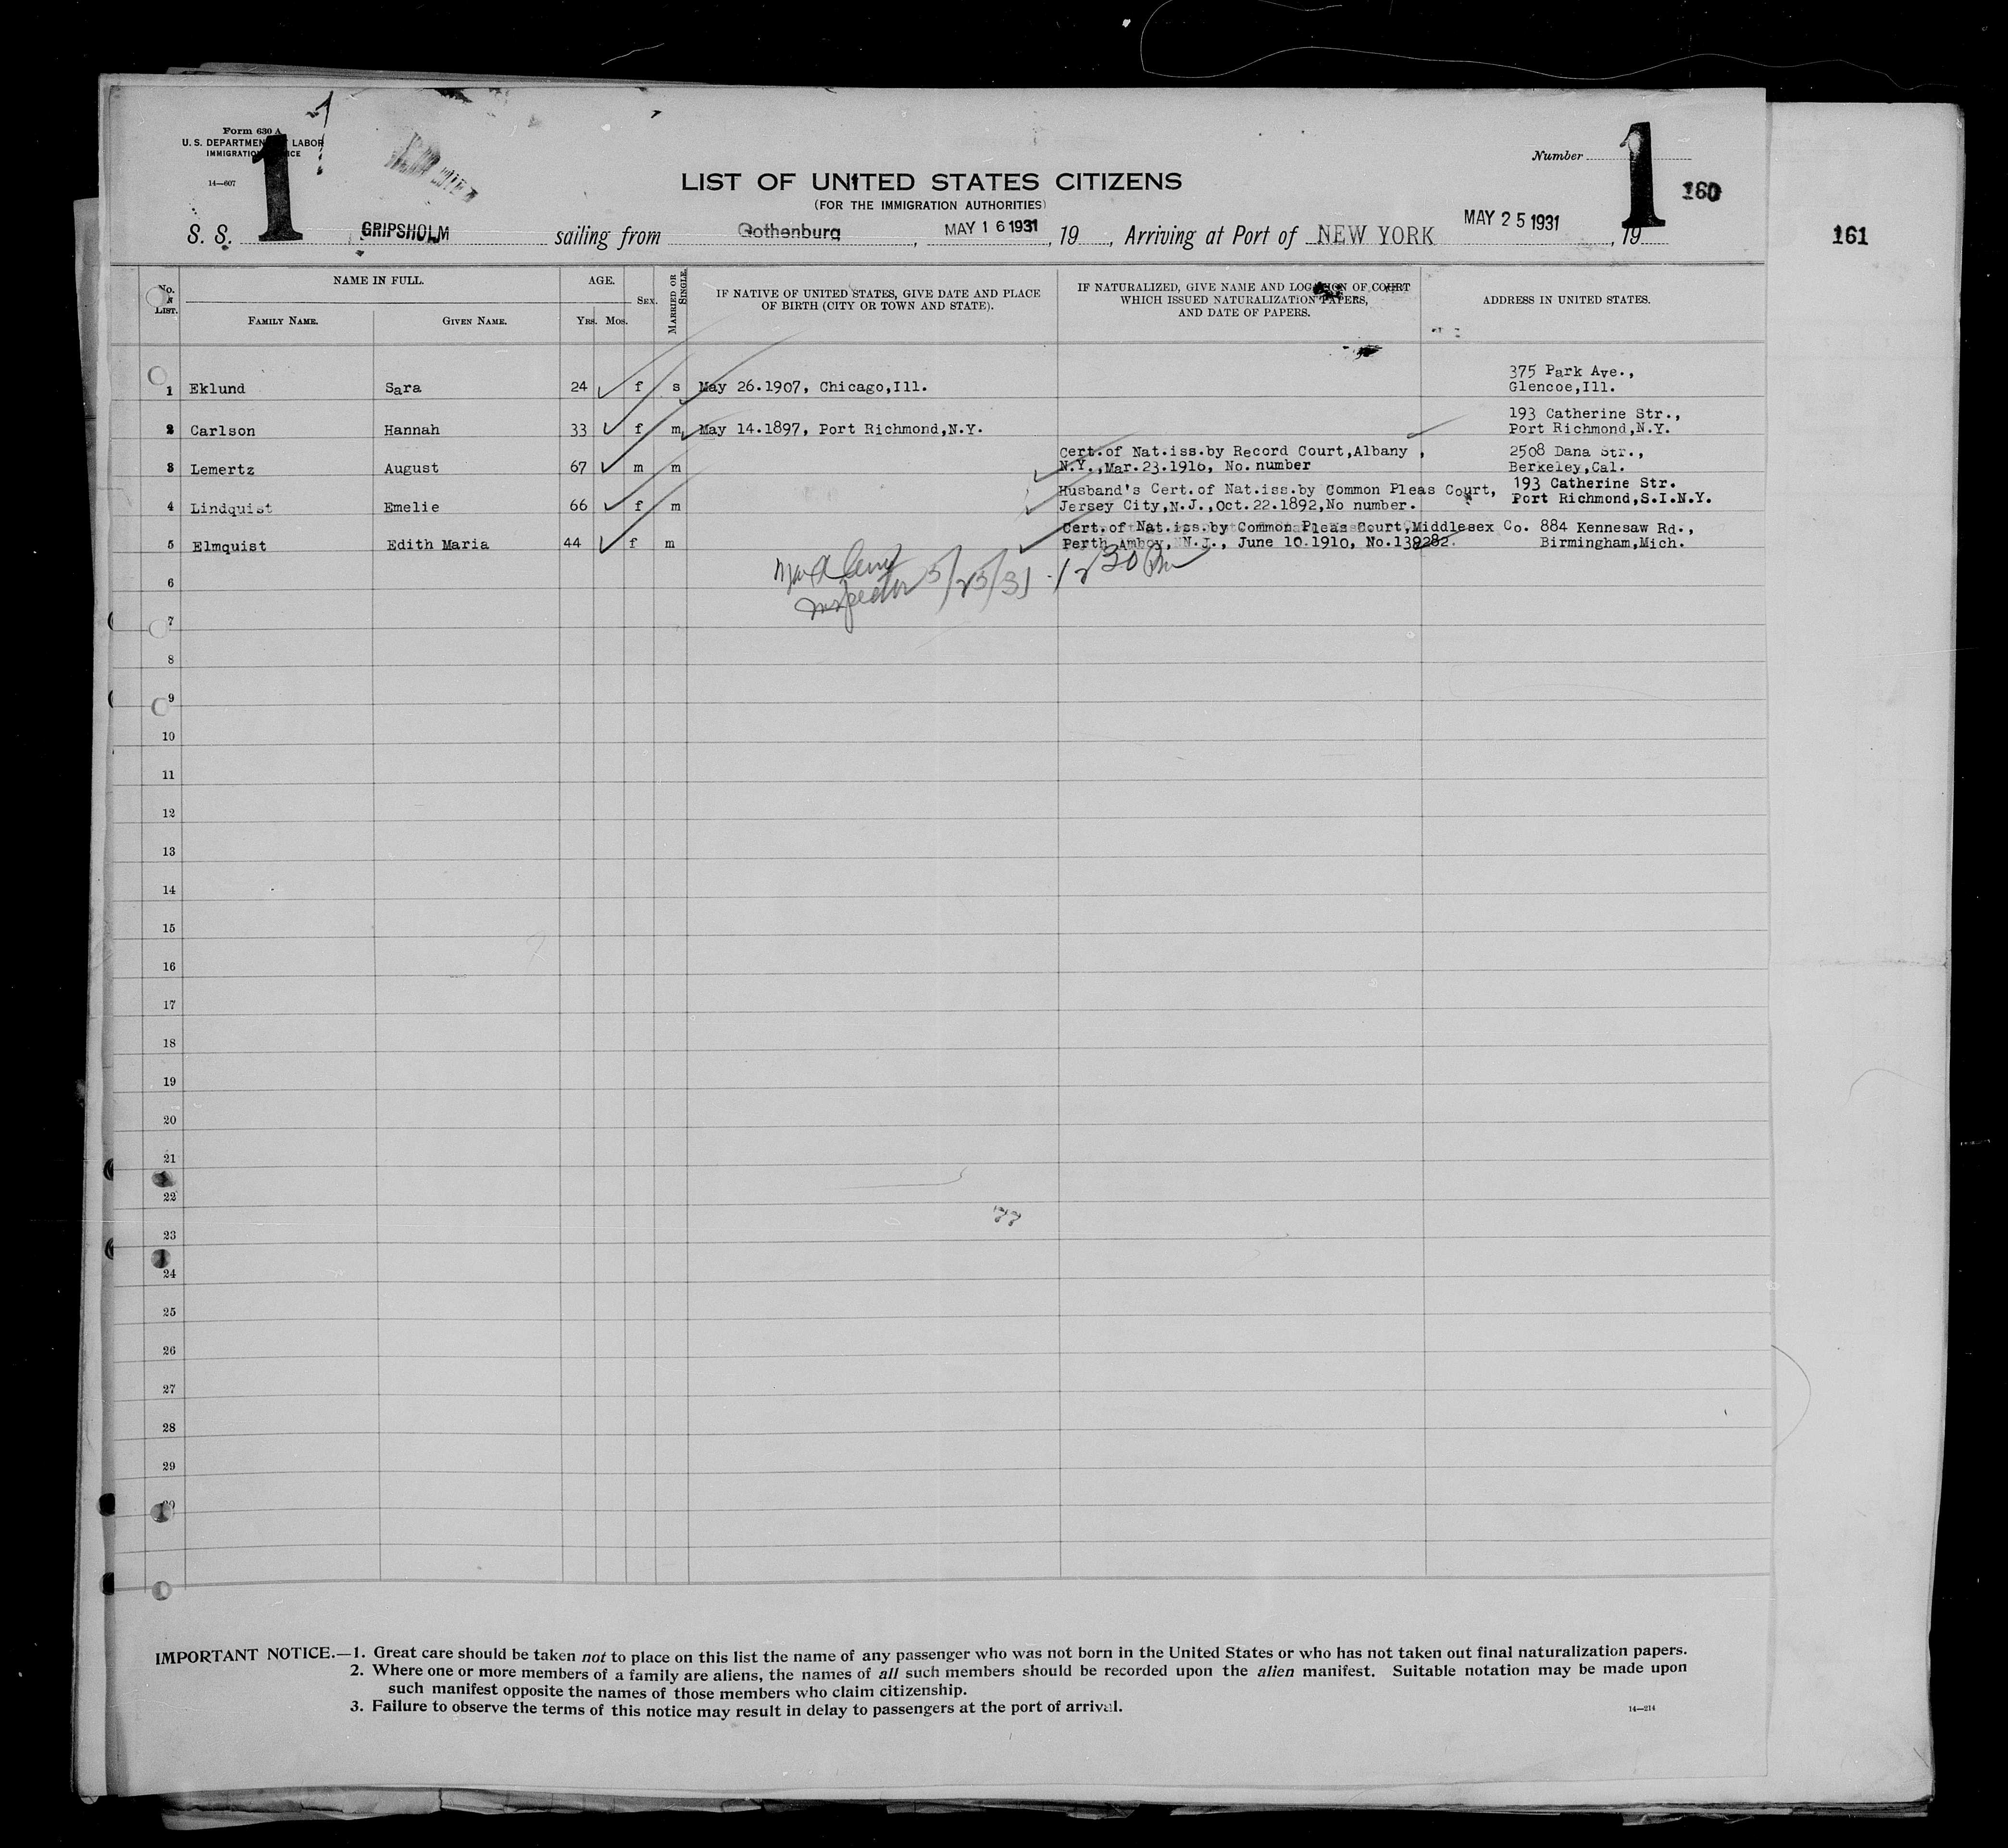 Form 630 A
U. S. DEPARTMENT LABOR
IMMIGRATION
14—607
1
Number
1
160
161
LIST OF UNITED STATES CITIZENS
(FOR THE IMMIGRATION AUTHORITIES)
S. S. GRIPSHOLM sailing from Gothenburg, MAY 16 1931, 19, Arriving at Port of NEW YORK MAY 25 1931, 19
No. LIST. NAME IN FULL. AGE. SEX. MARRIED OR SINGLE. IF NATIVE OF UNITED STATES, GIVE DATE AND PLACE OF BIRTH (CITY OR TOWN AND STATE). IF NATURALIZED, GIVE NAME AND LOCATION OF COURT WHICH ISSUED NATURALIZATION PAPERS, AND DATE OF PAPERS. ADDRESS IN UNITED STATES.
FAMILY NAME. GIVEN NAME. YRS. MOS.
375 Park Ave.,
1 Eklund Sara 24 f s May 26.1907, Chicago,Ill. Glencoe,Ill.
193 Catherine Str.,
2 Carlson Hannah 33 f m May 14.1897, Port Richmond,N.Y. Port Richmond,N.Y.
Cert.of Nat.iss.by Record Court,Albany, 2508 Dana Str.,
3 Lemertz August 67 m m N.Y.,Mar.23.1916, No. number Berkeley,Cal.
Husband's Cert.of Nat.iss.by Common Pleas Court, 193 Catherine Str.
4 Lindquist Emelie 66 f m Jersey City,N.J.,Oct.22.1892,No number. Port Richmond,S.I.N.Y.
Cert.of Nat.iss.by Common Pleas Court,Middlesex Co. 884 Kennesaw Rd.,
5 Elmquist Edith Maria 44 f m Perth Amboy, N.J., June 10.1910, No.139282. Birmingham,Mich.
Inspector 5/25/31 1230 Pm
6
7
8
9
10
11
12
13
14
15
16
17
18
19
20
21
22
77
23
24
25
26
27
28
29
30
IMPORTANT NOTICE.—1. Great care should be taken not to place on this list the name of any passenger who was not born in the United States or who has not taken out final naturalization papers.
2. Where one or more members of a family are aliens, the names of all such members should be recorded upon the alien manifest. Suitable notation may be made upon
such manifest opposite the names of those members who claim citizenship.
3. Failure to observe the terms of this notice may result in delay to passengers at the port of arrival.
14—214